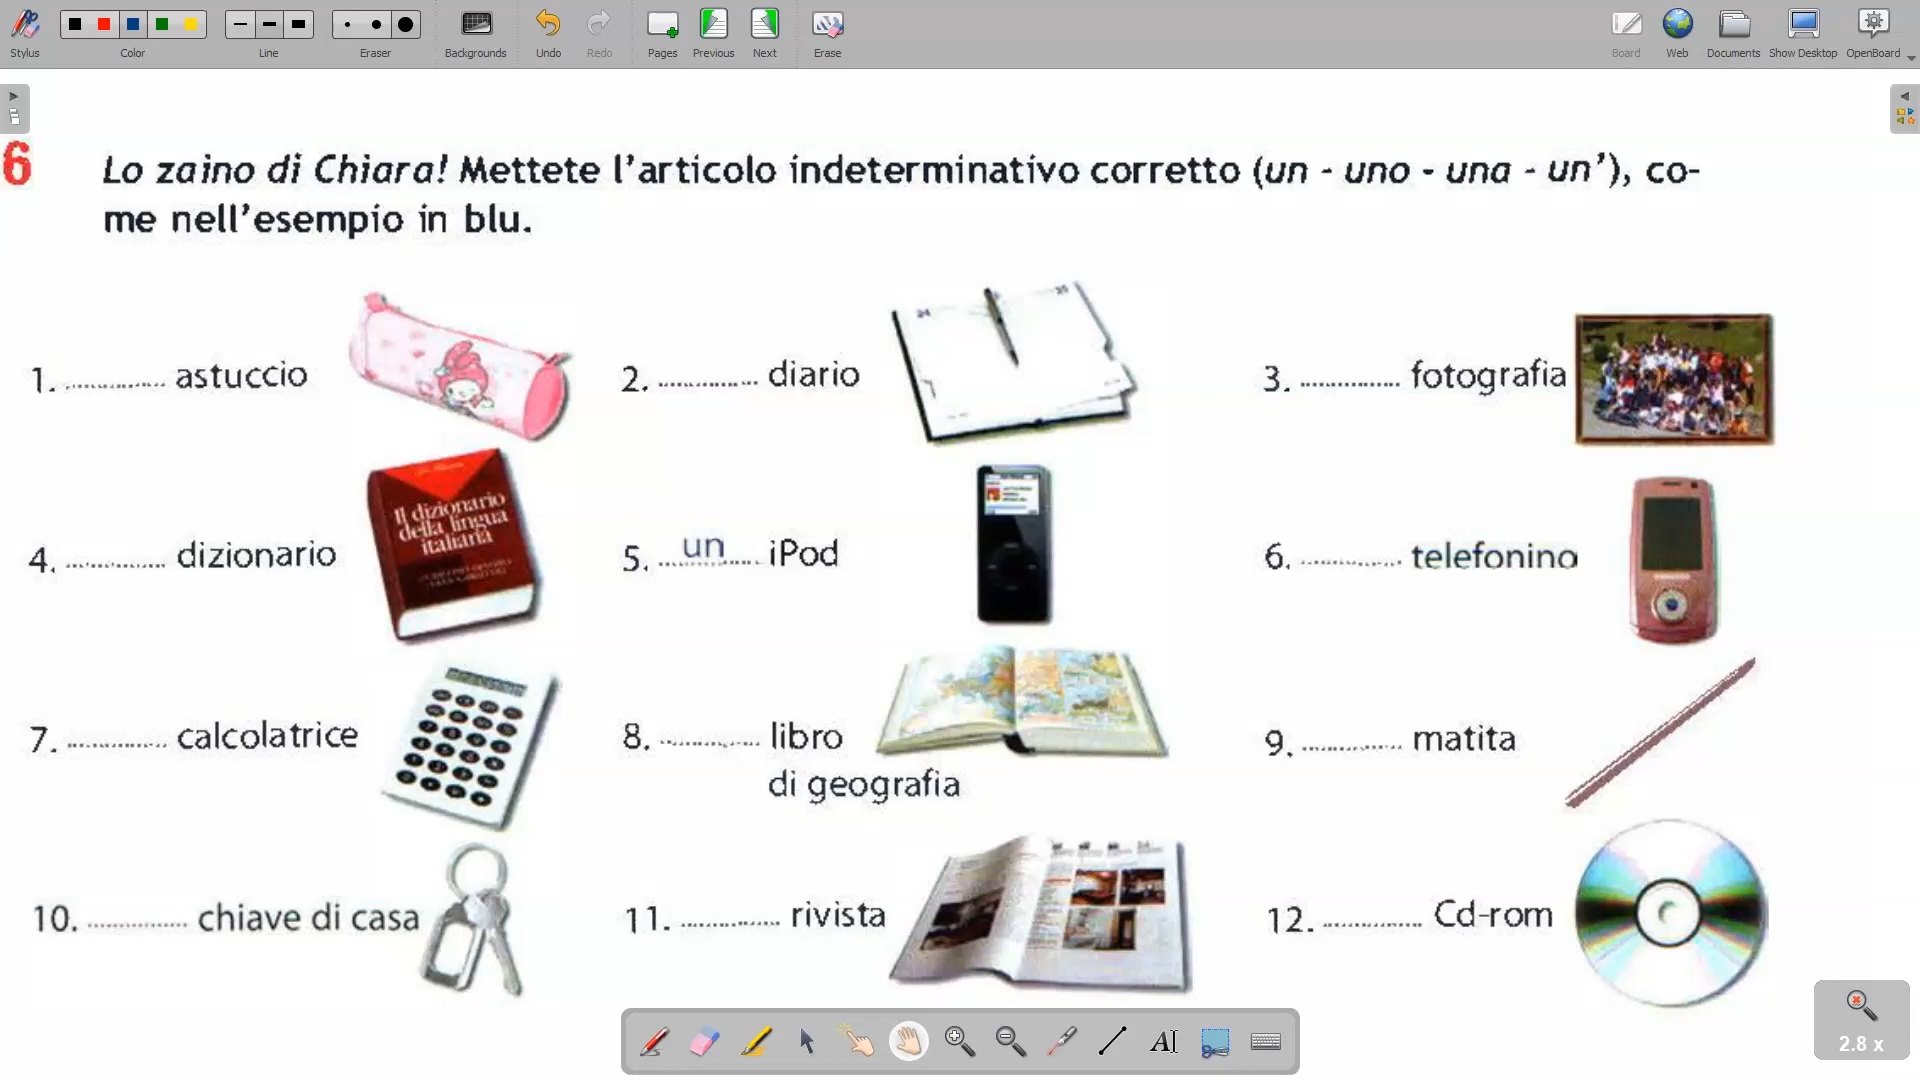 Stylus
Color
Line
Eraser
Backgrounds
Undo
Redo
Pages
Previous
Next
Erase
Board
Web
Documents
Show Desktop
OpenBoard
6
Lo zaino di Chiara! Mettete l'articolo indeterminativo corretto (un - uno - una - un'), co-
me nell'esempio in blu.
1. ............ astuccio
2. ............ diario
24
25
3. ............ fotografia
4. ............ dizionario
Il dizionario
della lingua
italiana
5. ....un.... iPod
6. ............ telefonino
7. ............ calcolatrice
8. ............ libro
di geografia
9. ............ matita
10. ............ chiave di casa
11. ............ rivista
12. ............ Cd-rom
2.8 x